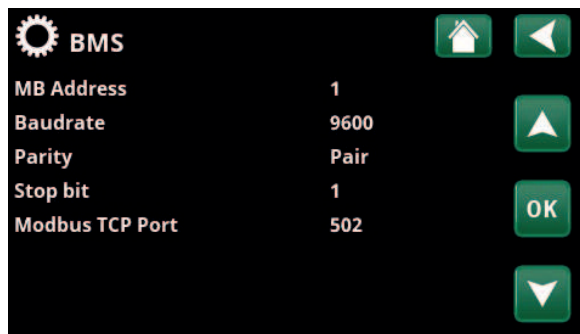 BMS
MB Address 1
Baudrate 9600
Parity Pair
Stop bit 1
Modbus TCP Port 502
OK